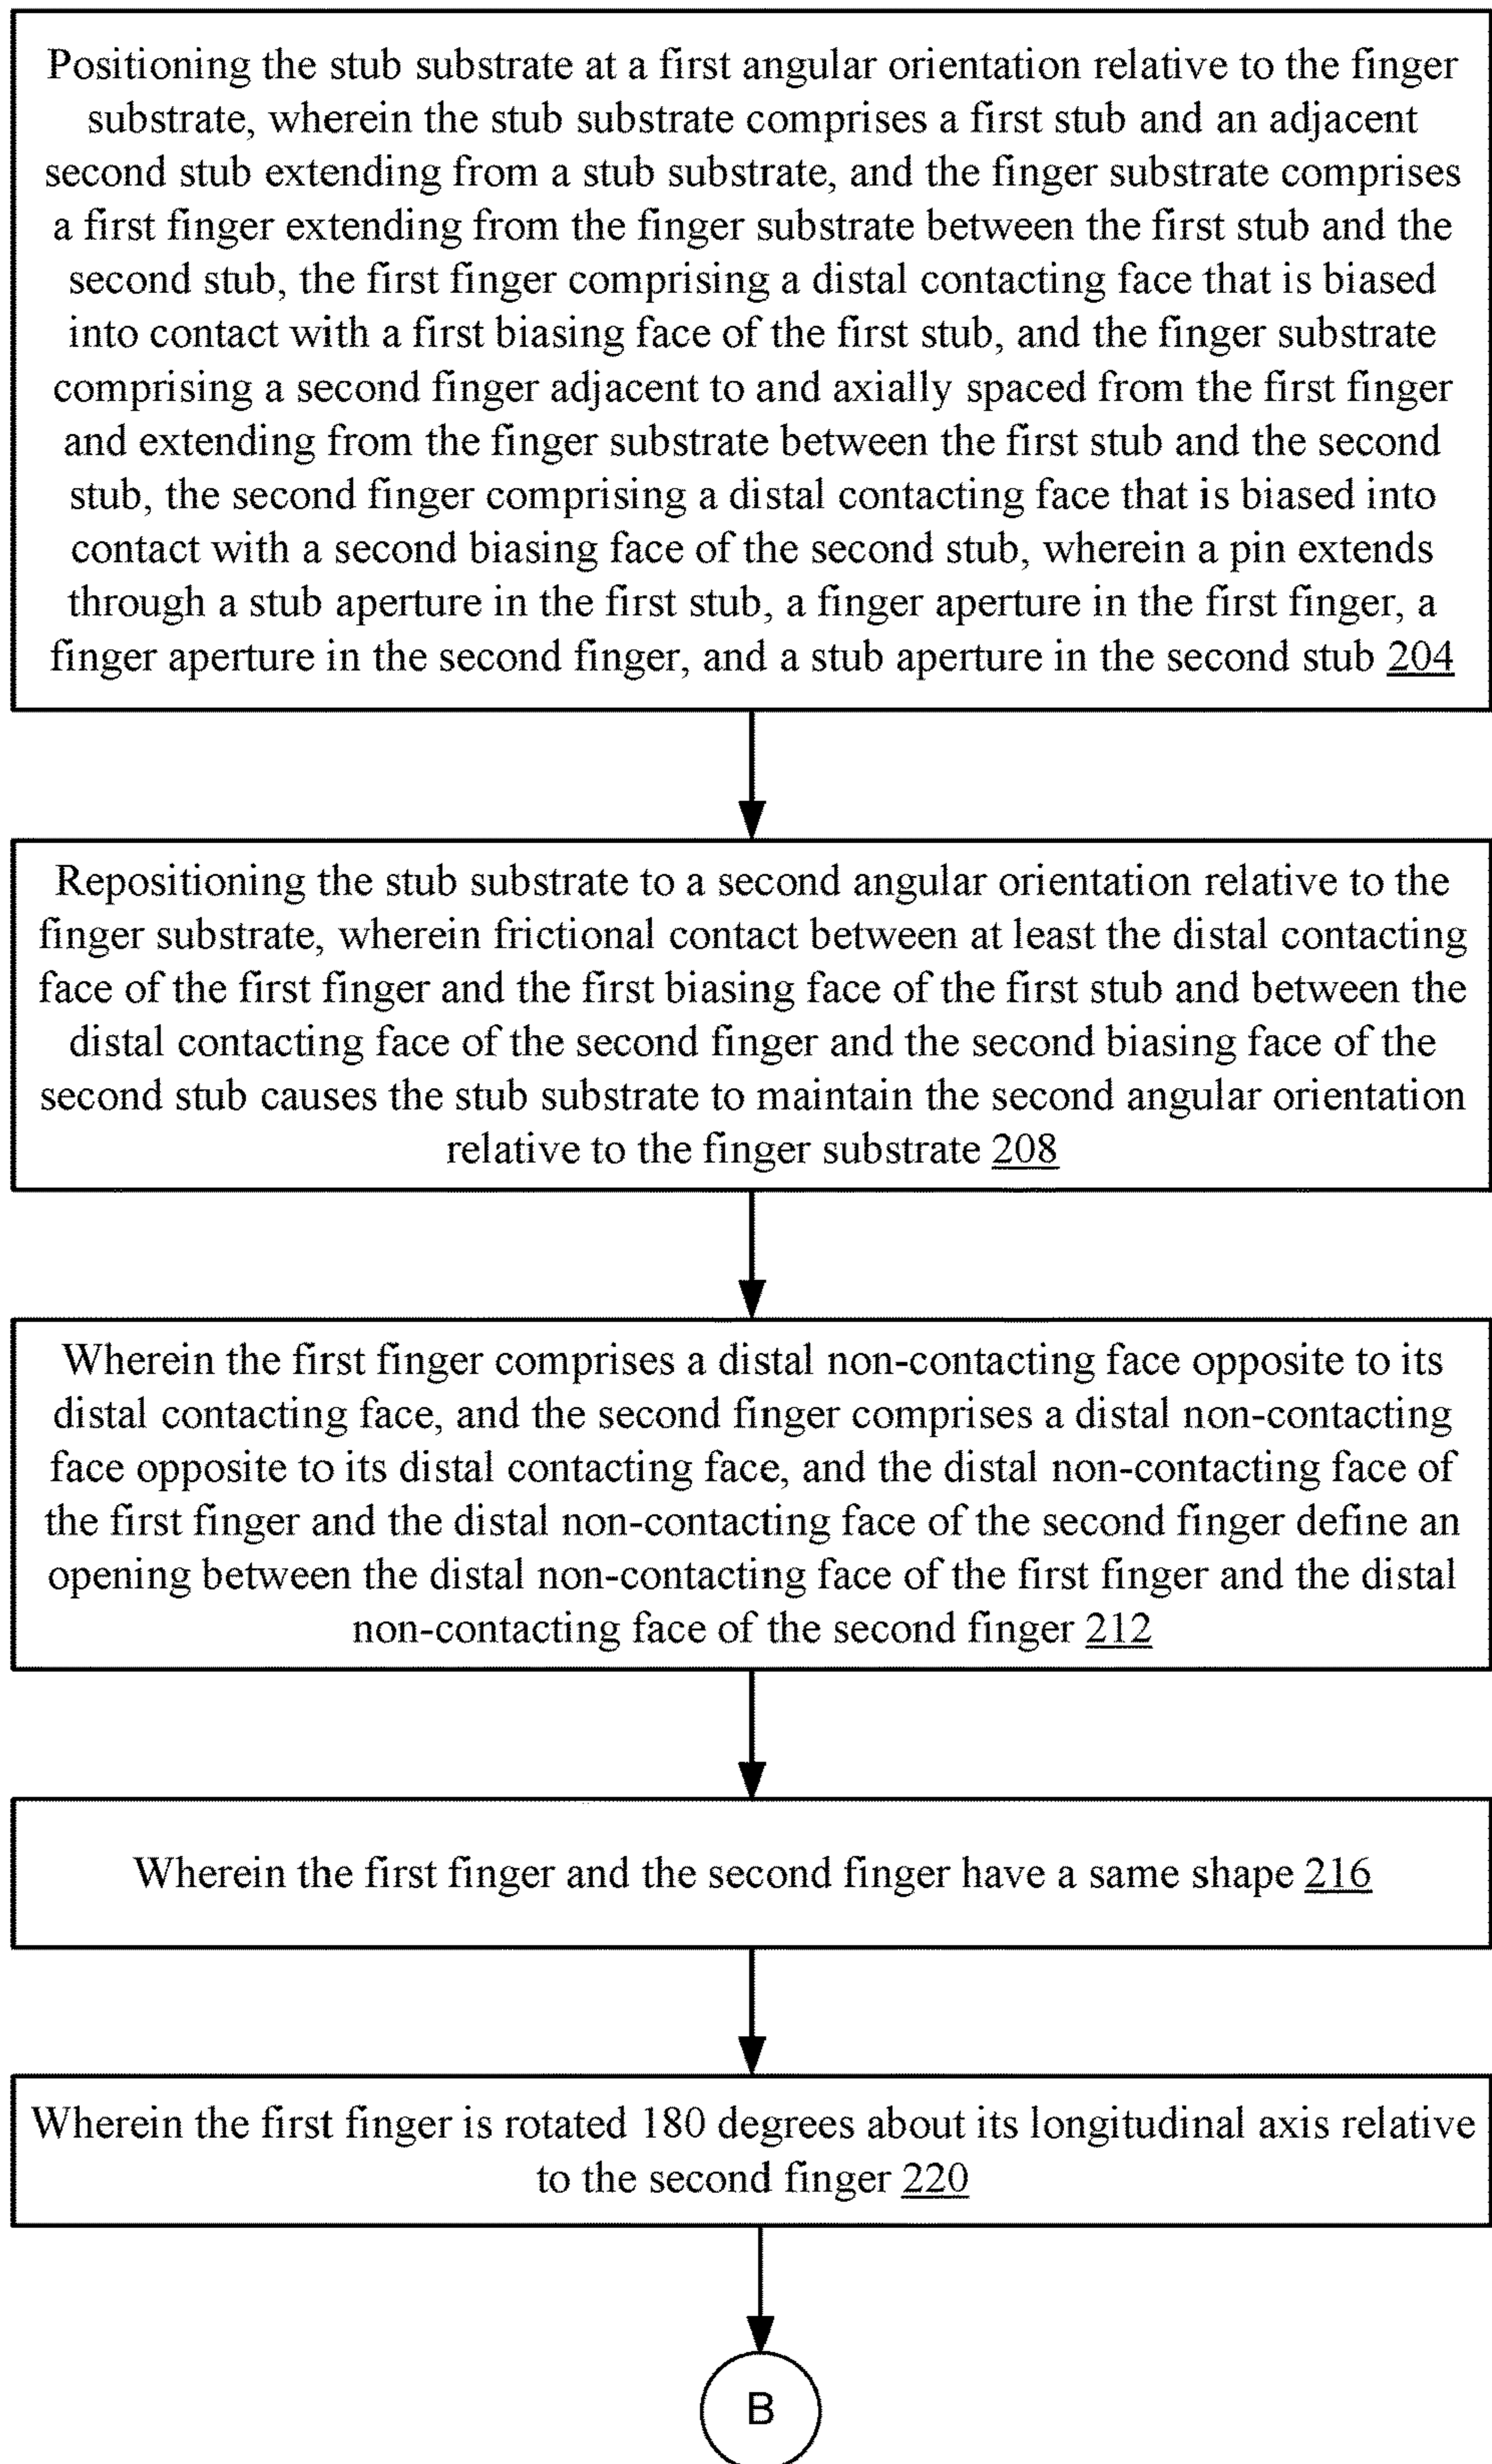 Positioning the stub substrate at a first angular orientation relative to the finger
substrate, wherein the stub substrate comprises a first stub and an adjacent
second stub extending from a stub substrate, and the finger substrate comprises
a first finger extending from the finger substrate between the first stub and the
second stub, the first finger comprising a distal contacting face that is biased
into contact with a first biasing face of the first stub, and the finger substrate
comprising a second finger adjacent to and axially spaced from the first finger
and extending from the finger substrate between the first stub and the second
stub, the second finger comprising a distal contacting face that is biased into
contact with a second biasing face of the second stub, wherein a pin extends
through a stub aperture in the first stub, a finger aperture in the first finger, a
finger aperture in the second finger, and a stub aperture in the second stub 204
Repositioning the stub substrate to a second angular orientation relative to the
finger substrate, wherein frictional contact between at least the distal contacting
face of the first finger and the first biasing face of the first stub and between the
distal contacting face of the second finger and the second biasing face of the
second stub causes the stub substrate to maintain the second angular orientation
relative to the finger substrate 208
Wherein the first finger comprises a distal non-contacting face opposite to its
distal contacting face, and the second finger comprises a distal non-contacting
face opposite to its distal contacting face, and the distal non-contacting face of
the first finger and the distal non-contacting face of the second finger define an
opening between the distal non-contacting face of the first finger and the distal
non-contacting face of the second finger 212
Wherein the first finger and the second finger have a same shape 216
Wherein the first finger is rotated 180 degrees about its longitudinal axis relative
to the second finger 220
B